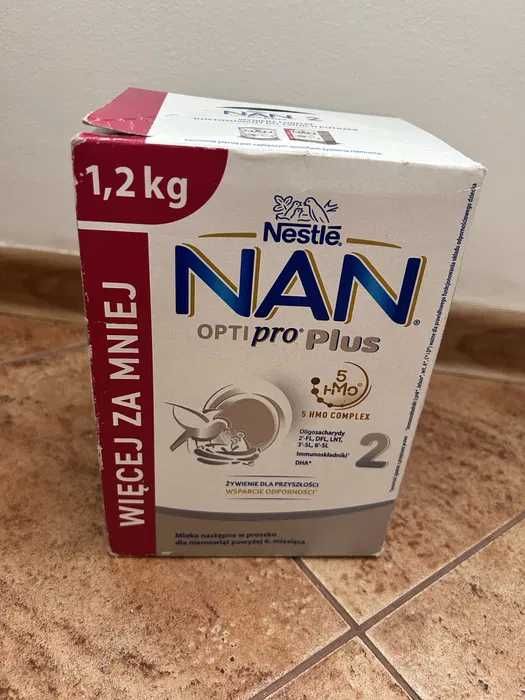 NAN 2
1,2 kg
WIĘCEJ ZA MNIEJ
Nestlé®
NAN®
OPTI pro® Plus
5
HMO
5 HMO COMPLEX
Oligosacharydy
2'-FL, DFL, LNT,
3'-SL, 6'-SL
Immunoskładniki*
DHA*
2
ŻYWIENIE DLA PRZYSZŁOŚCI
WSPARCIE ODPORNOŚCI*
Mleko następne w proszku
dla niemowląt powyżej 6. miesiąca